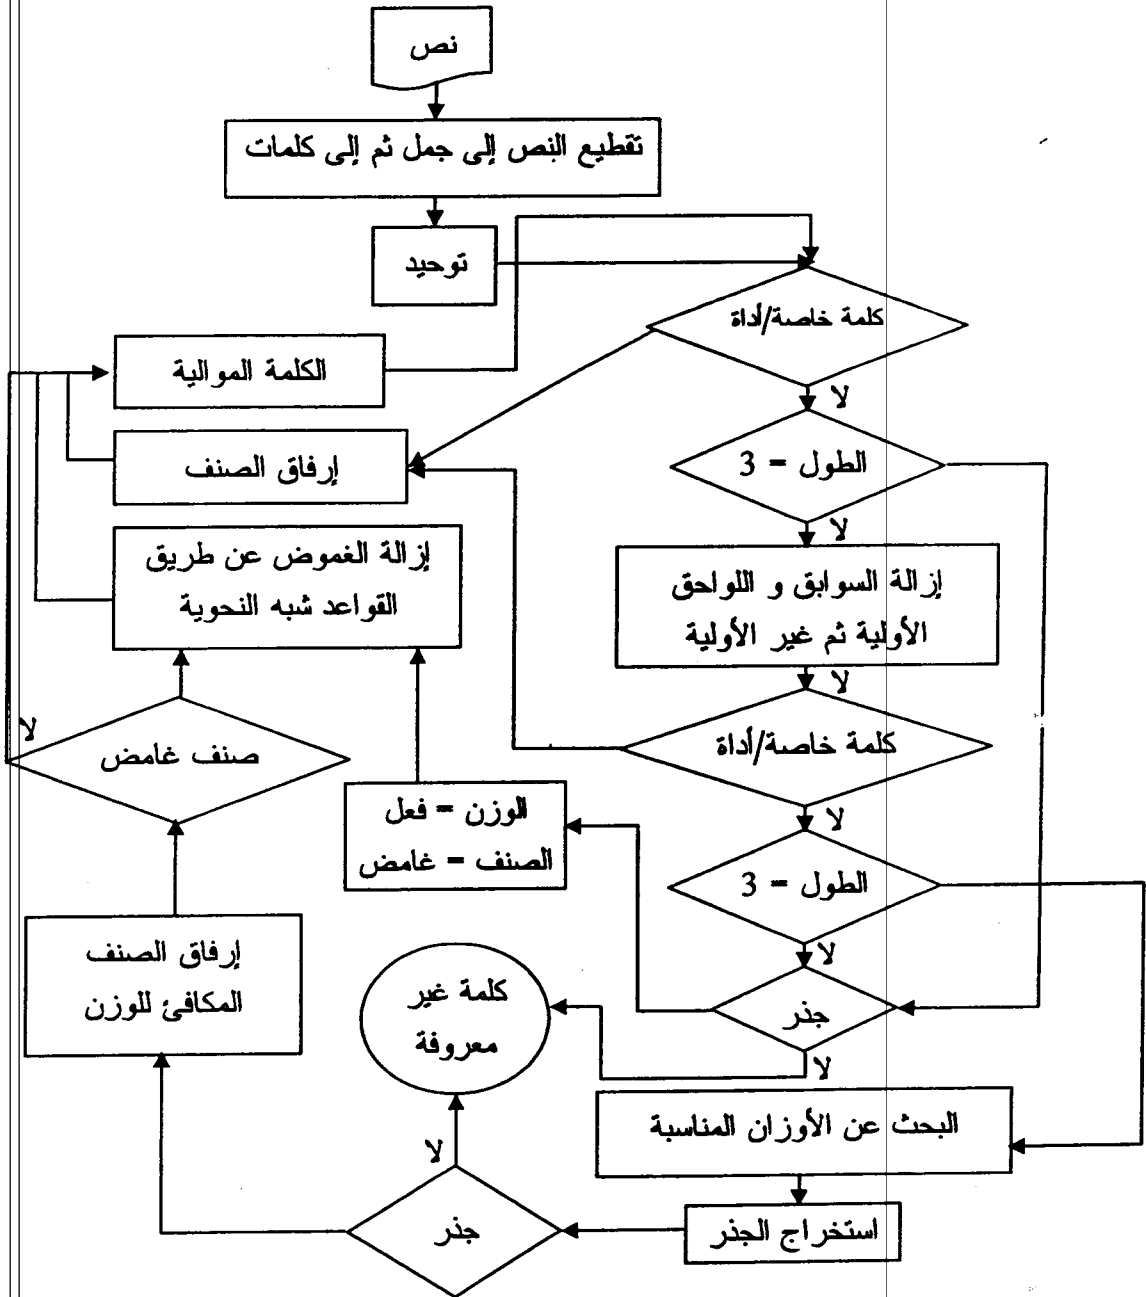 نص
تقطيع النص إلى جمل ثم إلى كلمات
توحيد
كلمة خاصة/أداة
الكلمة الموالية
لا
إرفاق الصنف
الطول = 3
لا
إزالة الغموض عن طريق
القواعد شبه النحوية
إزالة السوابق و اللواحق
الأولية ثم غير الأولية
لا
لا
صنف غامض
كلمة خاصة/أداة
الوزن = فعل
الصنف = غامض
لا
الطول = 3
لا
إرفاق الصنف
المكافئ للوزن
كلمة غير
معروفة
جذر
لا
البحث عن الأوزان المناسبة
لا
استخراج الجذر
جذر